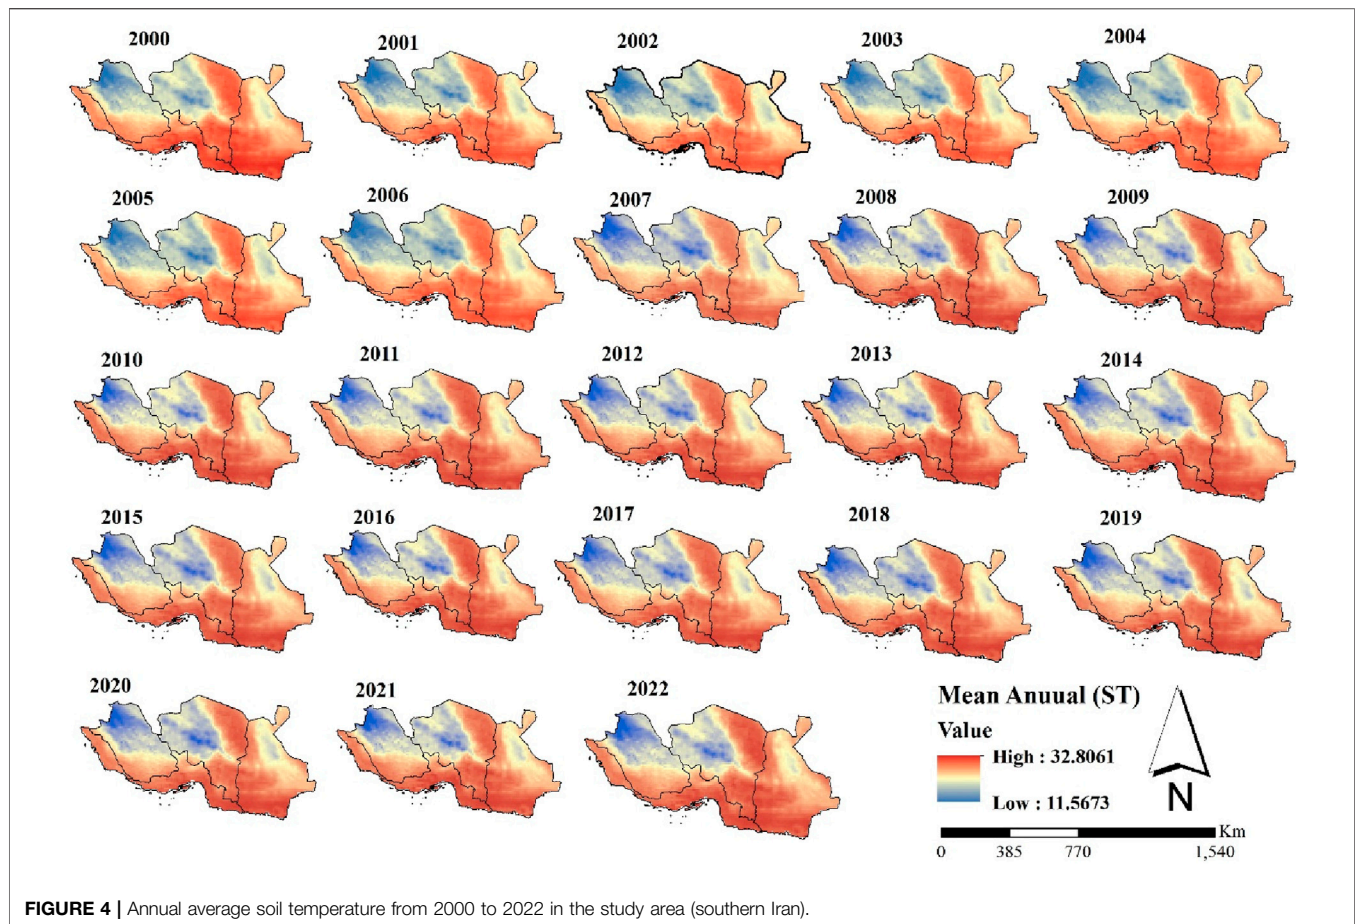 2000
2001
2002
2003
2004
2005
2006
2007
2008
2009
2010
2011
2012
2013
2014
2015
2016
2017
2018
2019
2020
2021
2022
Mean Anuual (ST)
Value
High : 32.8061
Low : 11.5673
N
Km
0 385 770 1,540
FIGURE 4 | Annual average soil temperature from 2000 to 2022 in the study area (southern Iran).